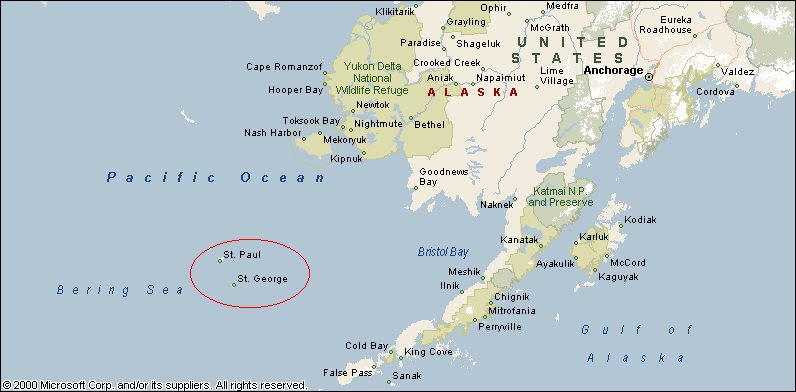 Klikitarik
Ophir
Medfra
Grayling
McGrath
Eureka
Roadhouse
Paradise
Shageluk
UNITED
STATES
Crooked Creek
Cape Romanzof
Yukon Delta
National
Wildlife Refuge
Aniak
Napaimiut
Lime
Village
Anchorage
Valdez
Hooper Bay
ALASKA
Cordova
Newtok
Toksook Bay
Nightmute
Bethel
Nash Harbor
Mekoryuk
Kipnuk
Pacific Ocean
Goodnews
Bay
Katmai N.P.
and Preserve
Naknek
Kodiak
Kanatak
Karluk
St. Paul
Bristol Bay
Ayakulik
McCord
Meshik
Kaguyak
St. George
Bering Sea
Ilnik
Chignik
Mitrofania
Perryville
Gulf of
Alaska
Cold Bay
King Cove
False Pass
Sanak
© 2000 Microsoft Corp. and/or its suppliers. All rights reserved.